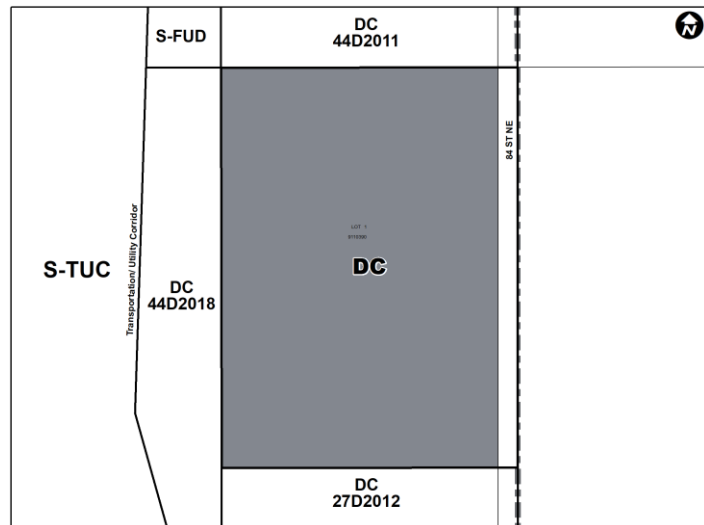 DC
44D2011
S-FUD
N
84 ST NE
LOT 1
DC
S-TUC
Transportation/ Utility Corridor
DC
44D2018
DC
27D2012